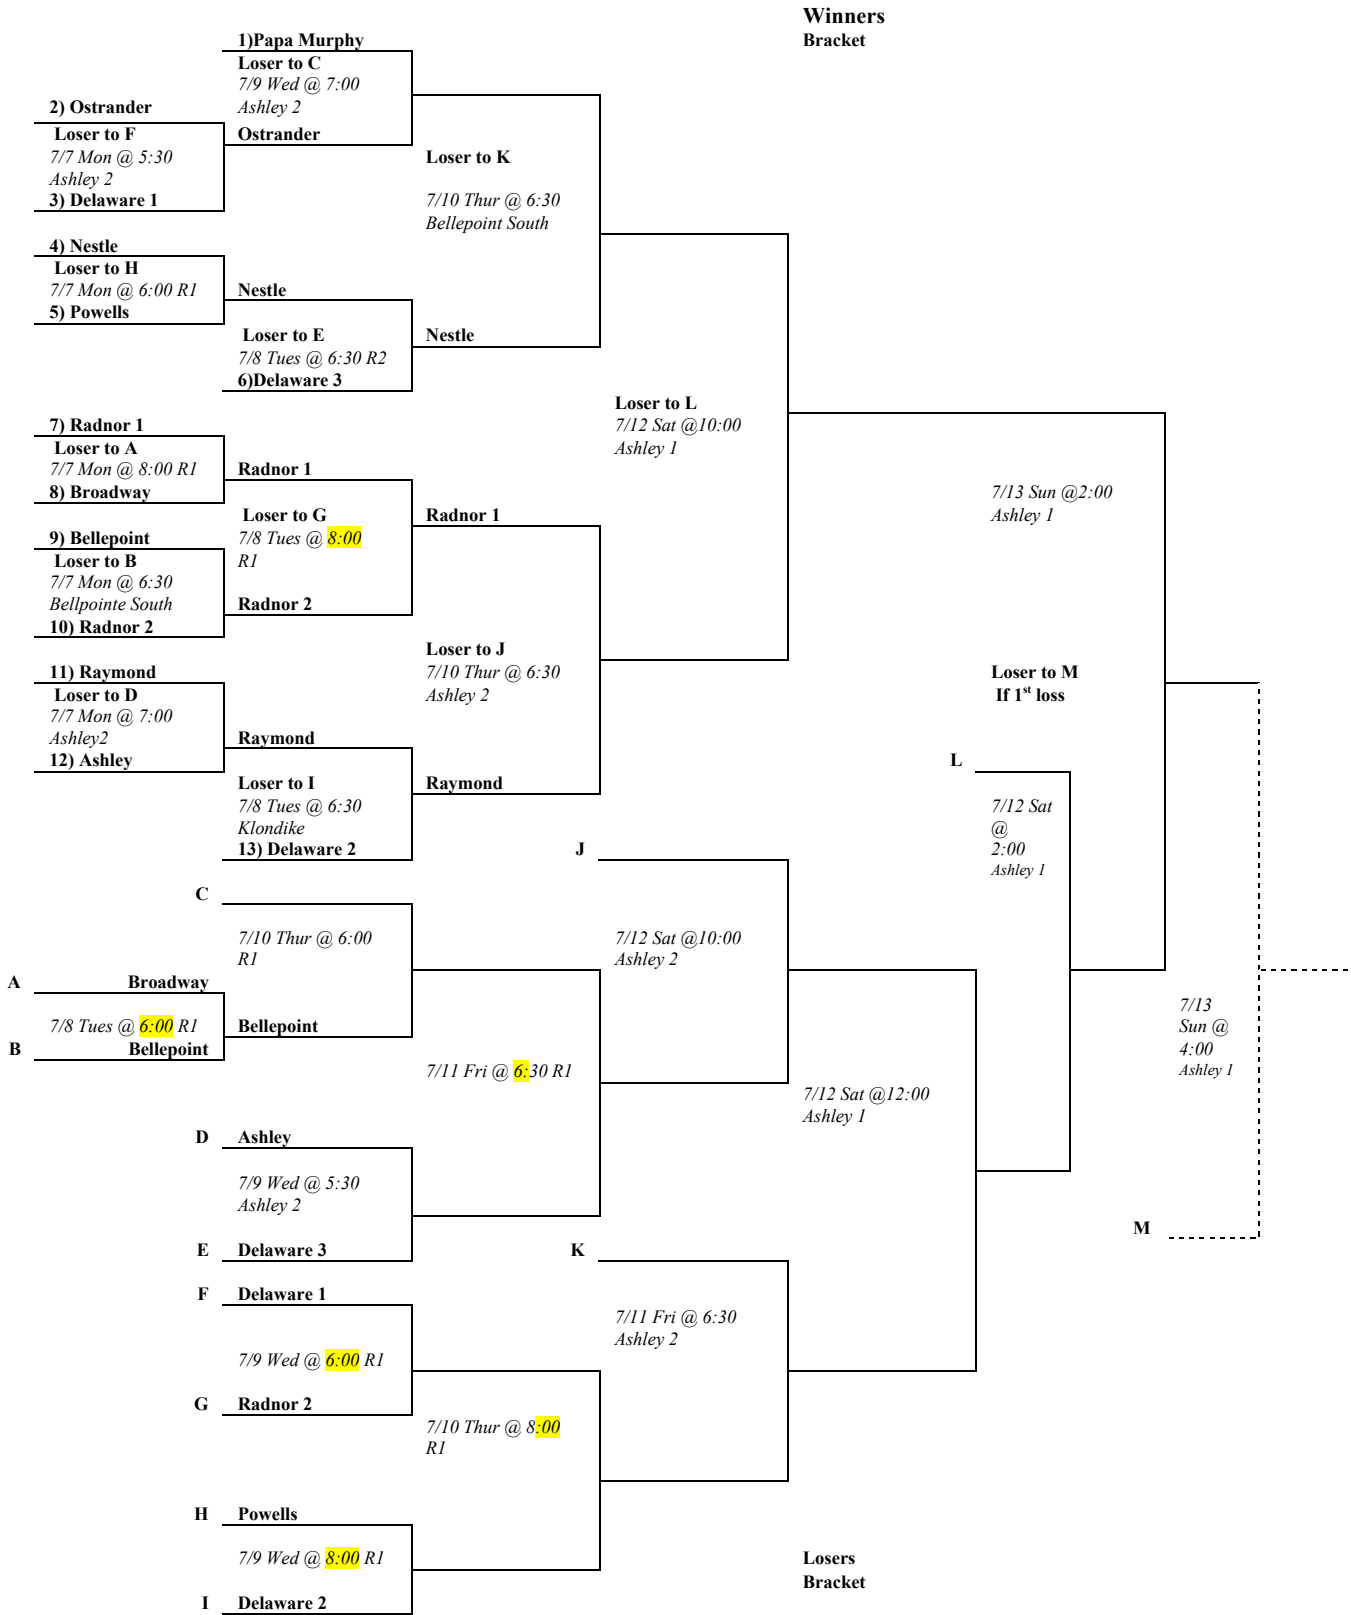 Winners
Bracket
1)Papa Murphy
Loser to C
7/9 Wed @ 7:00
Ashley 2
2) Ostrander
Loser to F
7/7 Mon @ 5:30
Ashley 2
3) Delaware 1
Ostrander
Loser to K
7/10 Thur @ 6:30
Bellepoint South
4) Nestle
Loser to H
7/7 Mon @ 6:00 R1
5) Powells
Nestle
Loser to E
7/8 Tues @ 6:30 R2
6)Delaware 3
Nestle
Loser to L
7/12 Sat @10:00
Ashley 1
7) Radnor 1
Loser to A
7/7 Mon @ 8:00 R1
8) Broadway
Radnor 1
Loser to G
7/8 Tues @ 8:00
R1
Radnor 2
Radnor 1
7/13 Sun @2:00
Ashley 1
9) Bellepoint
Loser to B
7/7 Mon @ 6:30
Bellpointe South
10) Radnor 2
Loser to J
7/10 Thur @ 6:30
Ashley 2
Loser to M
If 1st loss
11) Raymond
Loser to D
7/7 Mon @ 7:00
Ashley2
12) Ashley
Raymond
Loser to I
7/8 Tues @ 6:30
Klondike
13) Delaware 2
Raymond
L
7/12 Sat
@
2:00
Ashley 1
J
7/12 Sat @10:00
Ashley 2
C
7/10 Thur @ 6:00
R1
A Broadway
7/8 Tues @ 6:00 R1
B Bellepoint
Bellepoint
7/11 Fri @ 6:30 R1
7/12 Sat @12:00
Ashley 1
7/13
Sun @
4:00
Ashley 1
D Ashley
7/9 Wed @ 5:30
Ashley 2
E Delaware 3
M
K
7/11 Fri @ 6:30
Ashley 2
F Delaware 1
7/9 Wed @ 6:00 R1
G Radnor 2
7/10 Thur @ 8:00
R1
H Powells
7/9 Wed @ 8:00 R1
I Delaware 2
Losers
Bracket